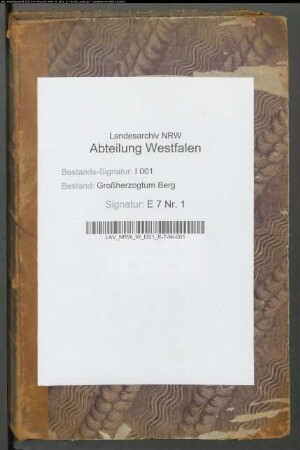 Landesarchiv NRW
Abteilung Westfalen
Bestands-Signatur: I 001
Bestand: Großherzogtum Berg
Signatur: E 7 Nr. 1
LAV_NRW_W_I001_E-7-Nr-001